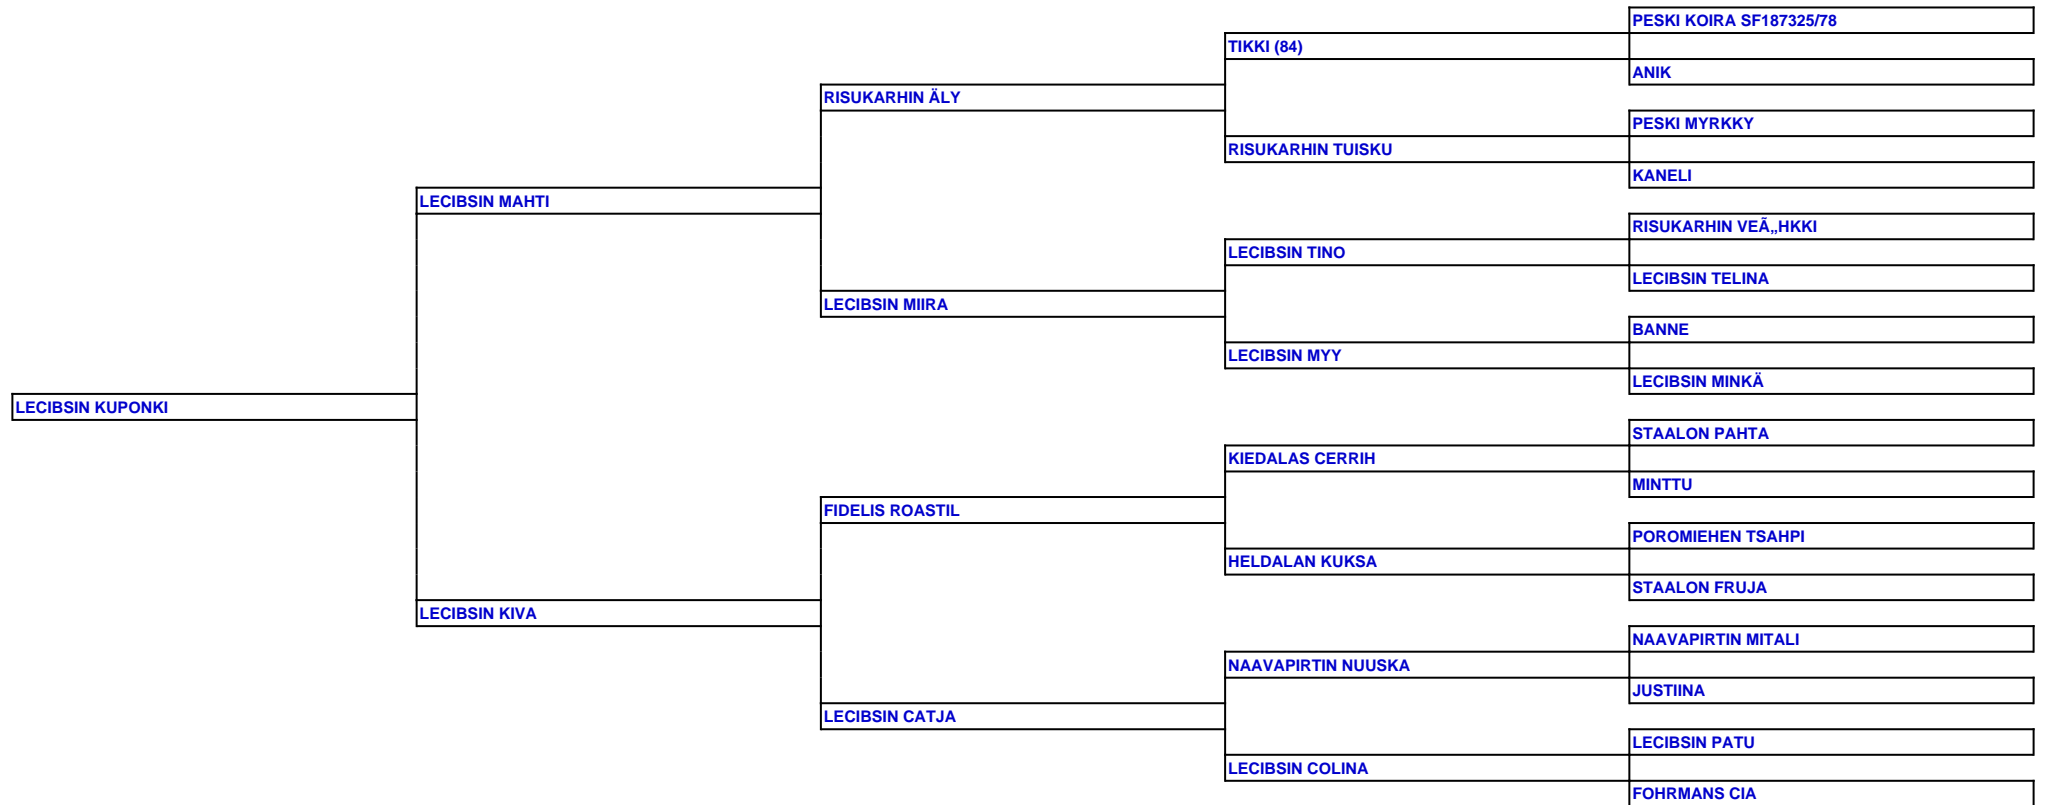 PESKI KOIRA SF187325/78
TIKKI (84)
ANIK
RISUKARHIN ÄLY
PESKI MYRKKY
RISUKARHIN TUISKU
KANELI
LECIBSIN MAHTI
RISUKARHIN VEÃ„HKKI
LECIBSIN TINO
LECIBSIN TELINA
LECIBSIN MIIRA
BANNE
LECIBSIN MYY
LECIBSIN MINKÄ
LECIBSIN KUPONKI
STAALON PAHTA
KIEDALAS CERRIH
MINTTU
FIDELIS ROASTIL
POROMIEHEN TSAHPI
HELDALAN KUKSA
STAALON FRUJA
LECIBSIN KIVA
NAAVAPIRTIN MITALI
NAAVAPIRTIN NUUSKA
JUSTIINA
LECIBSIN CATJA
LECIBSIN PATU
LECIBSIN COLINA
FOHRMANS CIA